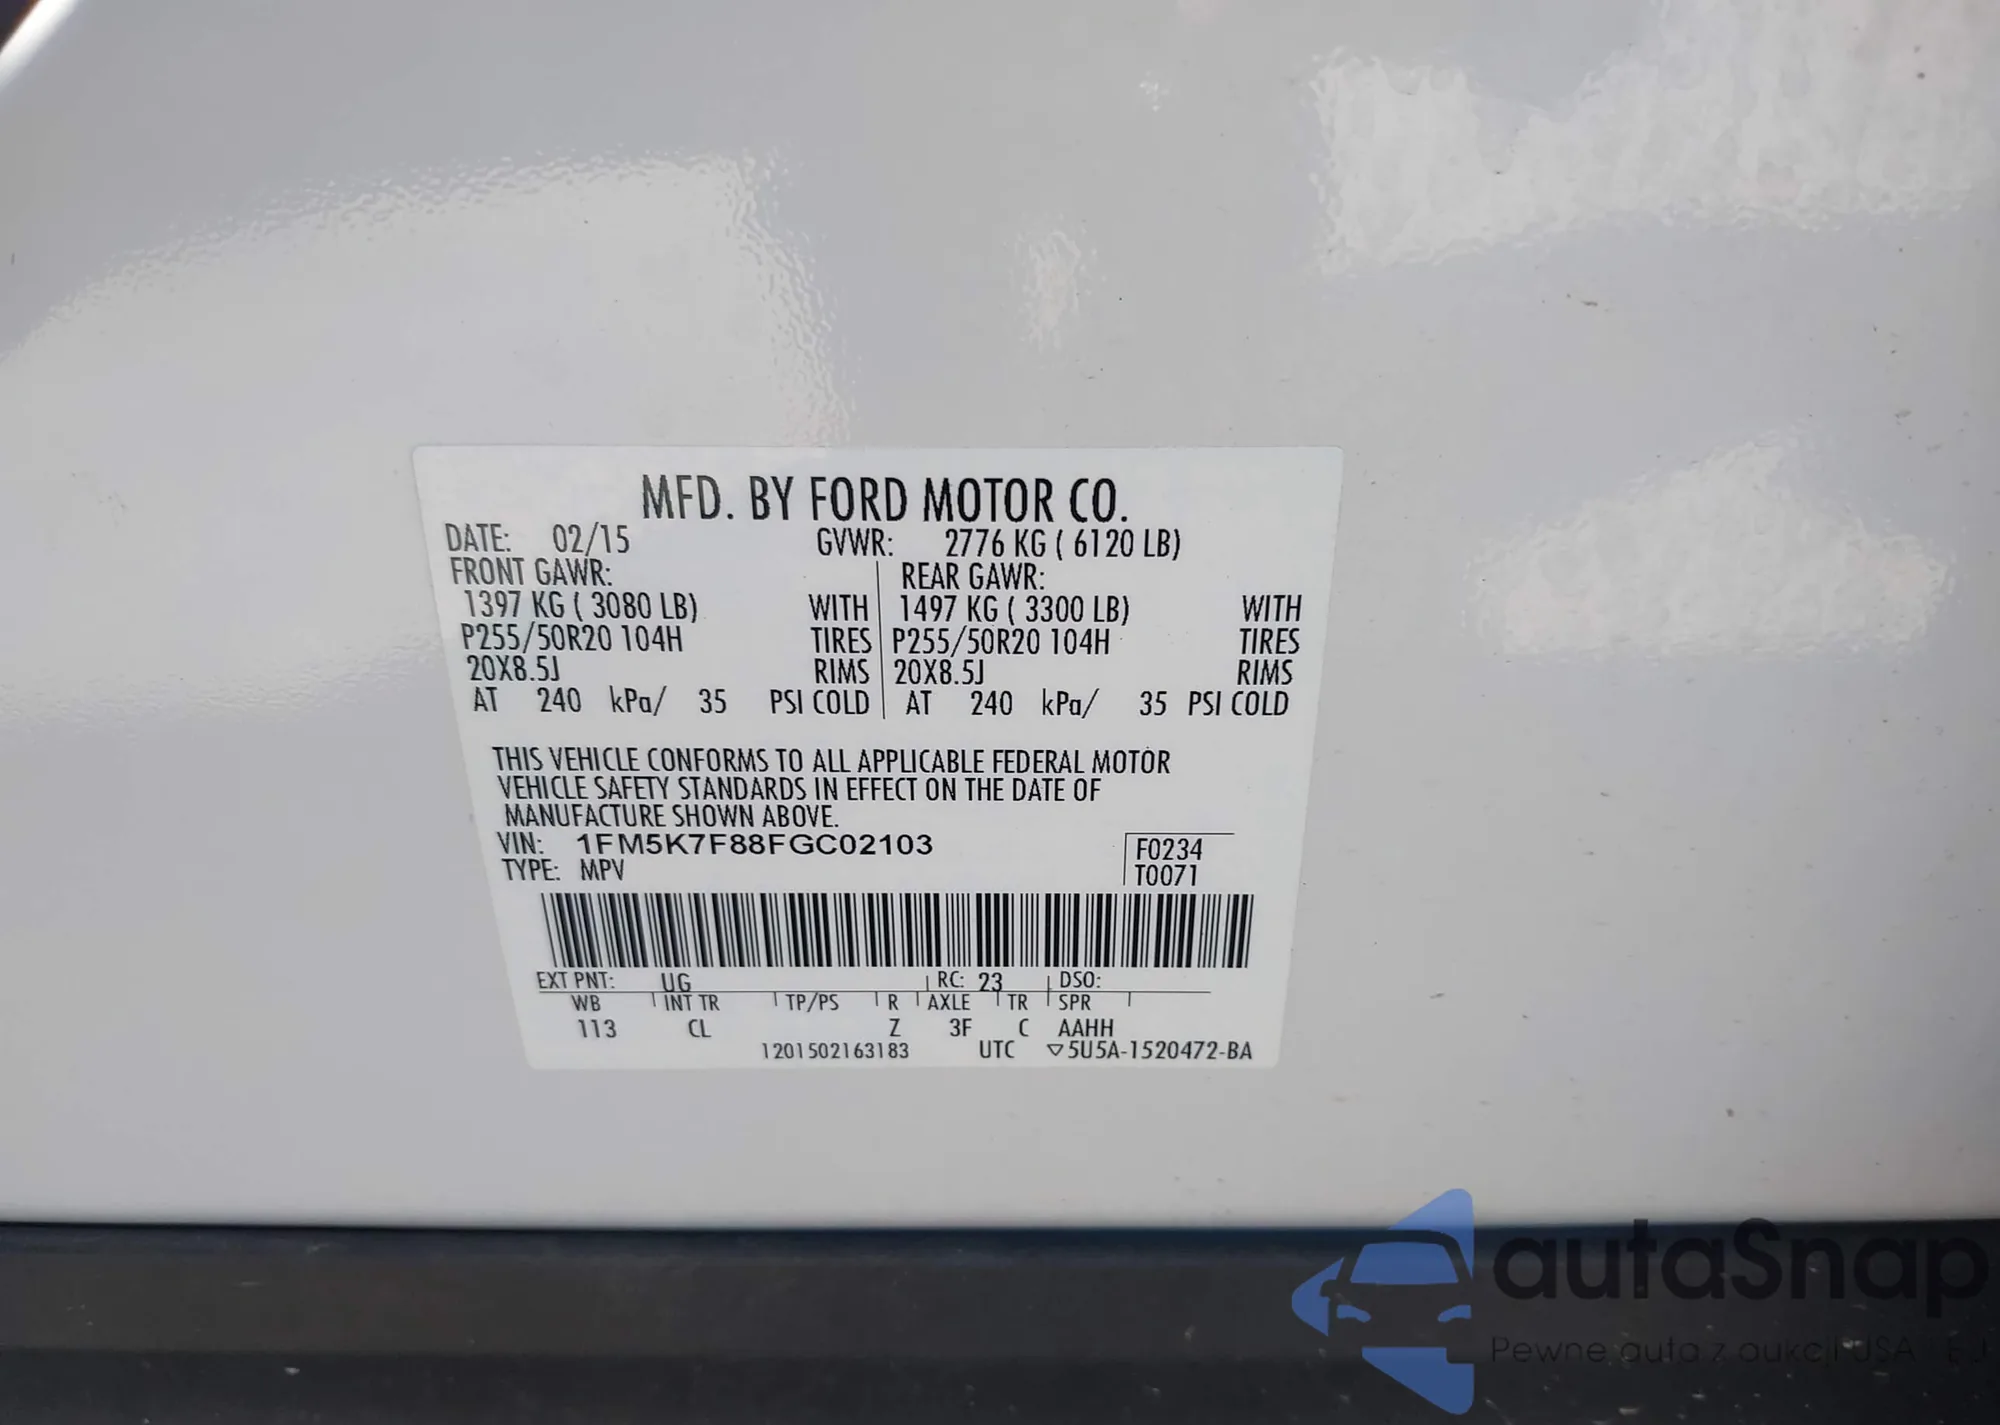 MFD. BY FORD MOTOR CO.
DATE: 02/15 GVWR: 2776 KG ( 6120 LB)
FRONT GAWR: REAR GAWR:
1397 KG ( 3080 LB) WITH 1497 KG ( 3300 LB) WITH
P255/50R20 104H TIRES P255/50R20 104H TIRES
20X8.5J RIMS 20X8.5J RIMS
AT 240 kPa/ 35 PSI COLD AT 240 kPa/ 35 PSI COLD
THIS VEHICLE CONFORMS TO ALL APPLICABLE FEDERAL MOTOR
VEHICLE SAFETY STANDARDS IN EFFECT ON THE DATE OF
MANUFACTURE SHOWN ABOVE.
VIN: 1FM5K7F88FGC02103 F0234
TYPE: MPV T0071
EXT PNT: UG RC: 23 DSO:
WB INT TR TP/PS R AXLE TR SPR
113 CL Z 3F C AAHH
1201502163183 UTC ▽5U5A-1520472-BA
autaSnap
Pewne auta z aukcji USA i EU